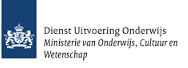 Dienst Uitvoering Onderwijs
Ministerie van Onderwijs, Cultuur en
Wetenschap